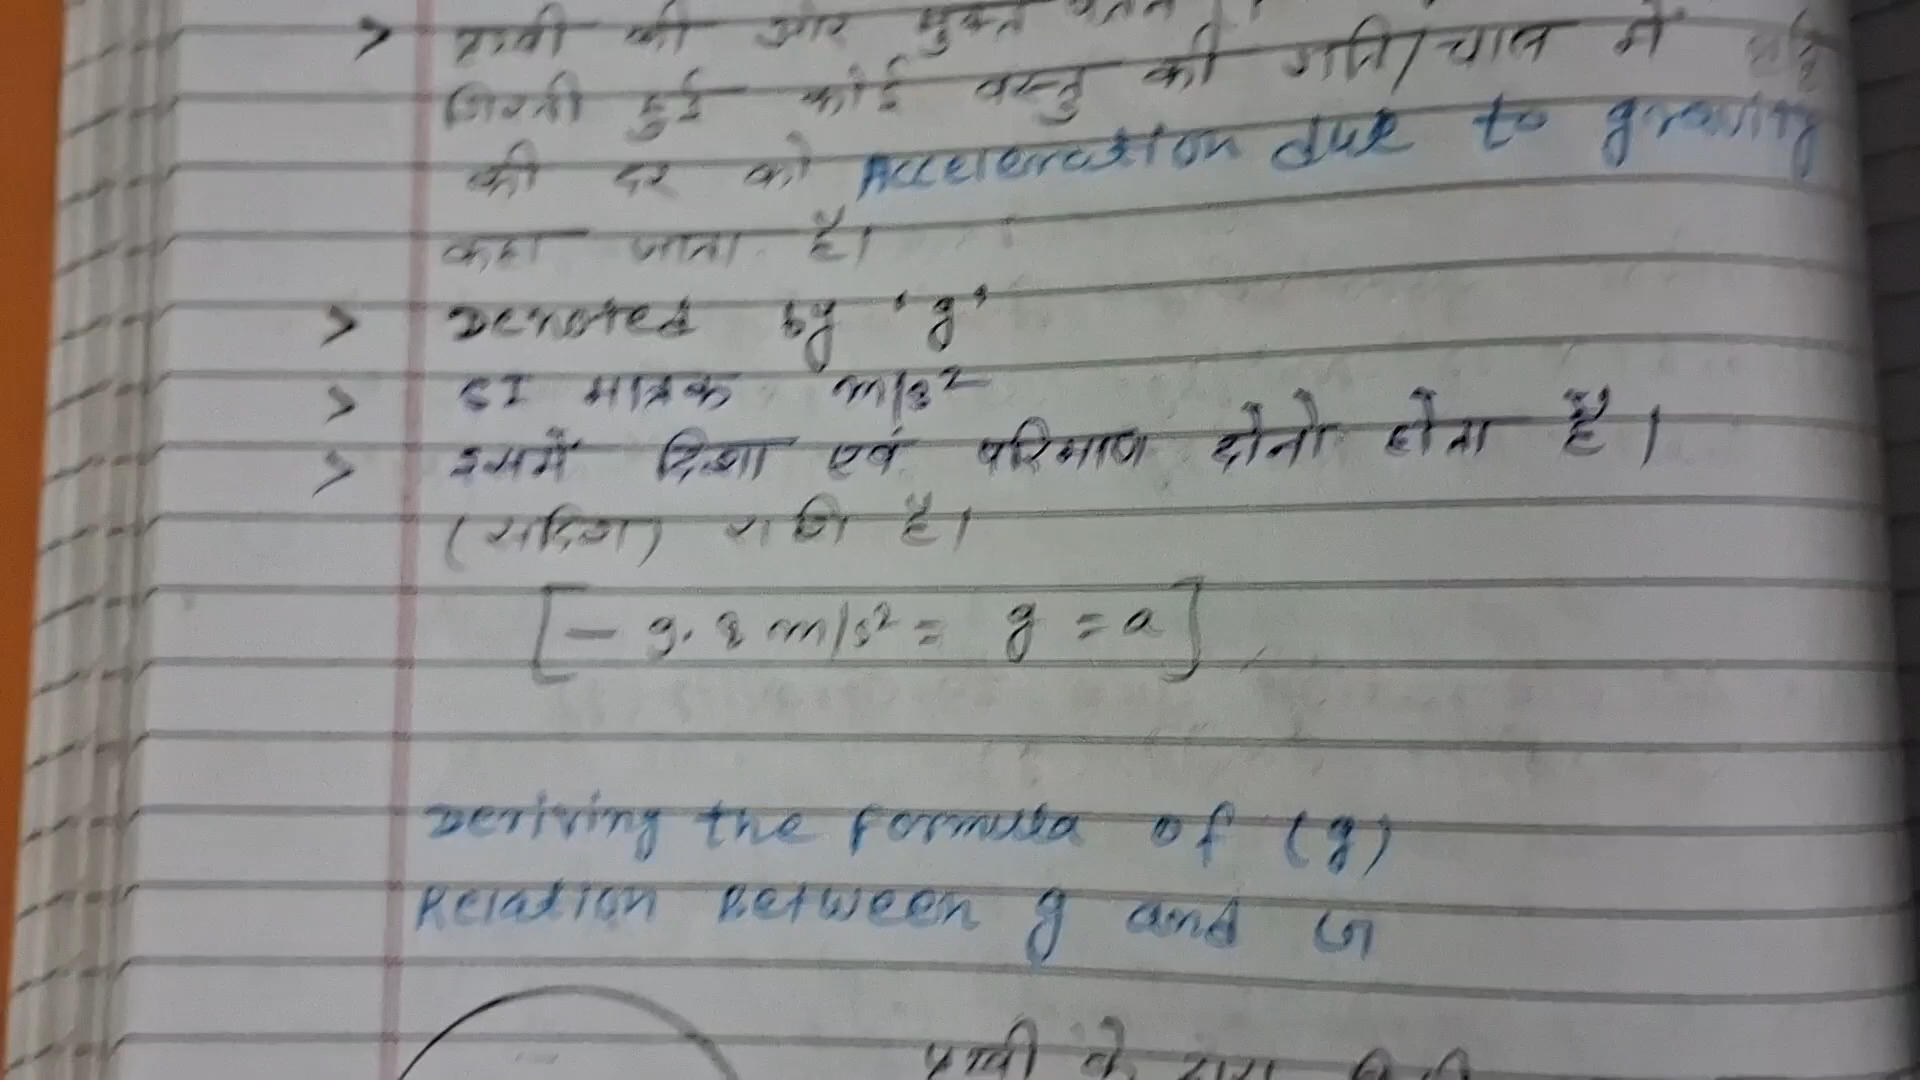 > पृथ्वी की ओर मुक्त पतन
गिरती हुई कोई वस्तु की गति/चाल में
की दर को Acceleration due to gravity
कहा जाता है।
> Denoted by 'g'
> SI मात्रक m/s²
> इसमें दिशा एवं परिमाण दोनो होता है।
(सदिश) राशि है।
[- 9.8 m/s² = g = a]
Deriving the formula of (g)
Relation Between g and G
पृथ्वी के द्वारा